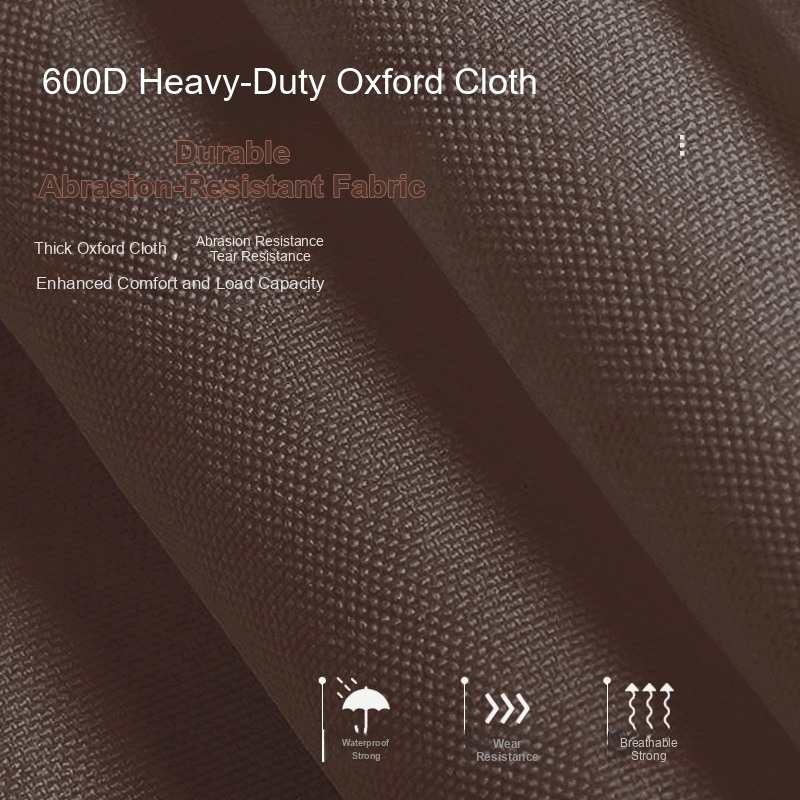 600D Heavy-Duty Oxford Cloth
Durable
Abrasion-Resistant Fabric
Thick Oxford Cloth ,
Abrasion Resistance
Tear Resistance
Enhanced Comfort and Load Capacity
Waterproof
Strong
Wear
Resistance
Breathable
Strong